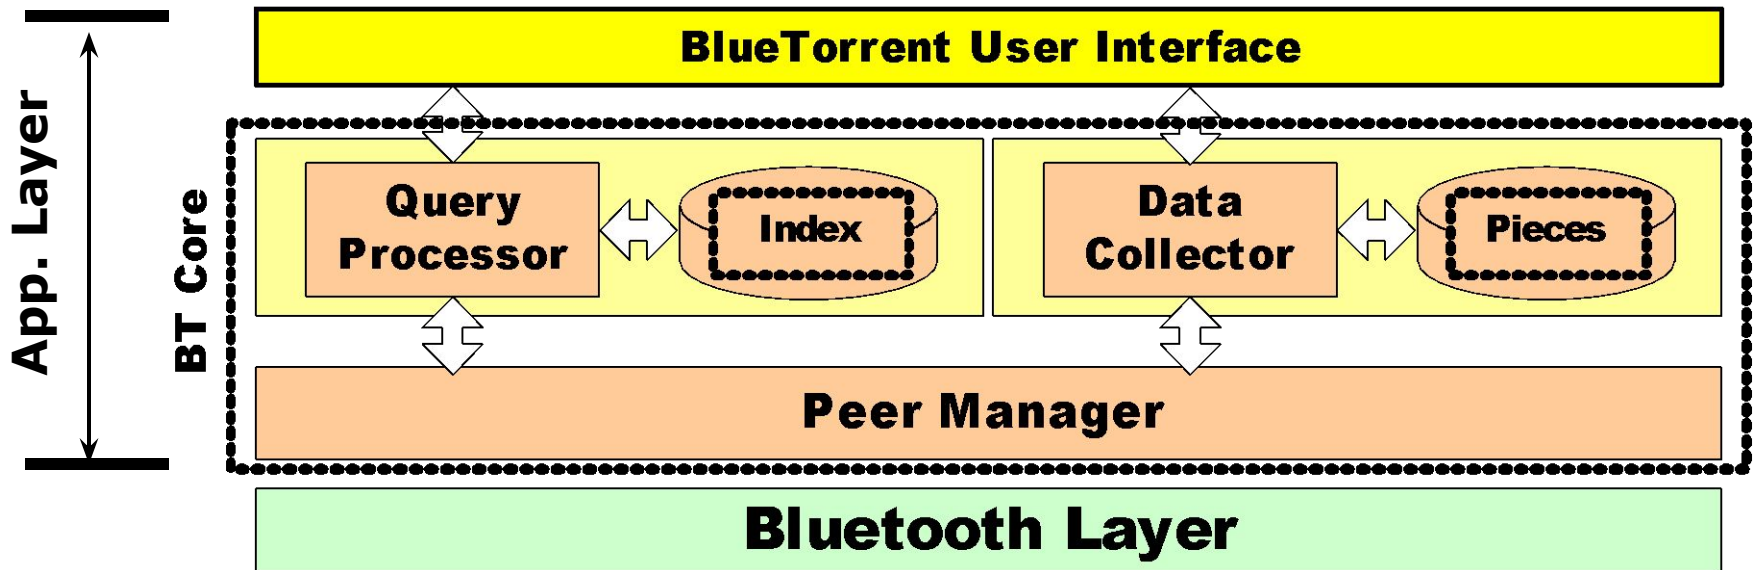 BlueTorrent User Interface
App. Layer
BT Core
Query
Processor
Index
Data
Collector
Pieces
Peer Manager
Bluetooth Layer